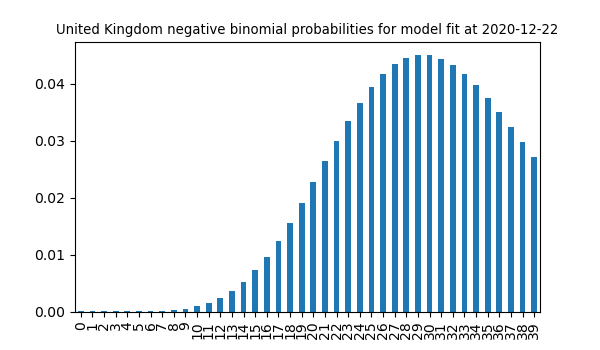 United Kingdom negative binomial probabilities for model fit at 2020-12-22
0.04
0.03
0.02
0.01
0.00
0 1 2 3 4 5 6 7 8 9 10 11 12 13 14 15 16 17 18 19 20 21 22 23 24 25 26 27 28 29 30 31 32 33 34 35 36 37 38 39